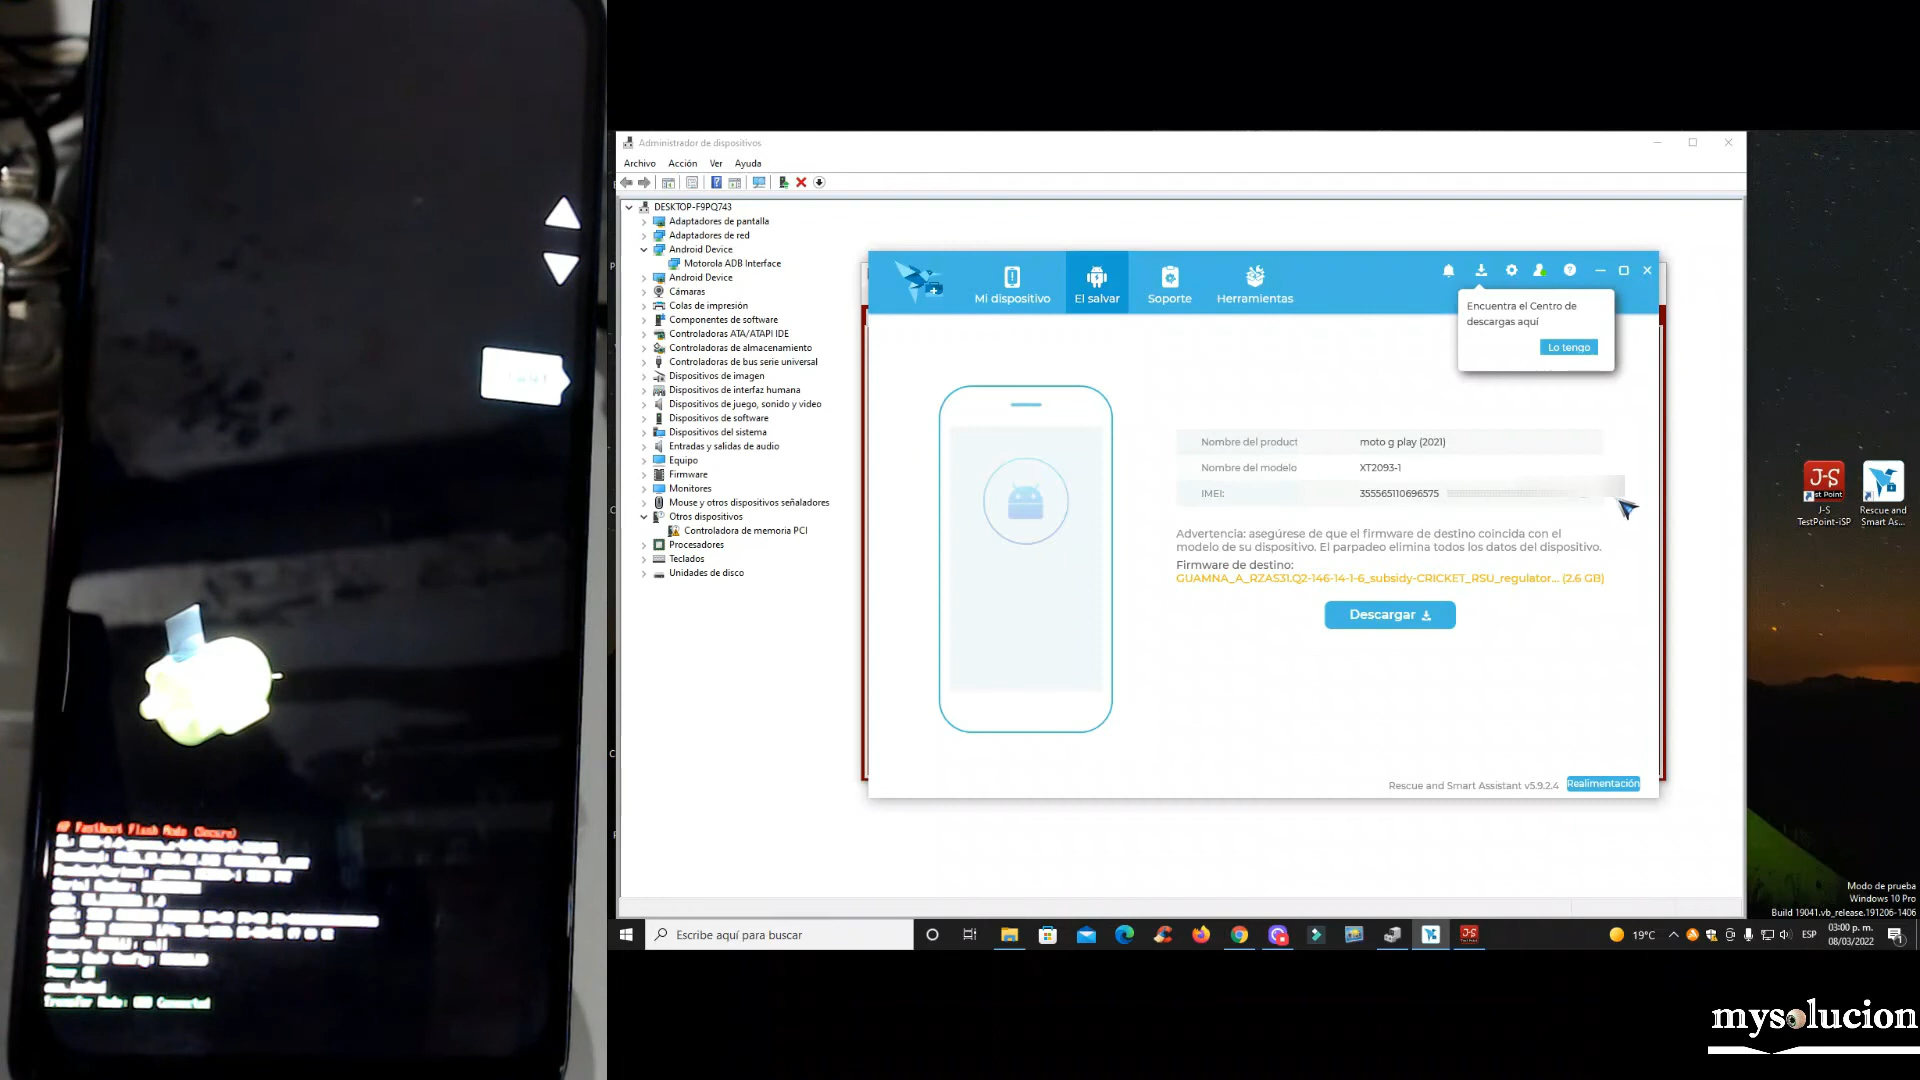 AP Fastboot Flash Mode (Secure)
Transfer Mode: USB Connected
Administrador de dispositivos
Archivo Acción Ver Ayuda
DESKTOP-F9PQ743
Adaptadores de pantalla
Adaptadores de red
Android Device
Motorola ADB Interface
Android Device
Cámaras
Colas de impresión
Componentes de software
Controladoras ATA/ATAPI IDE
Controladoras de almacenamiento
Controladoras de bus serie universal
Dispositivos de imagen
Dispositivos de interfaz humana
Dispositivos de juego, sonido y video
Dispositivos de software
Dispositivos del sistema
Entradas y salidas de audio
Equipo
Firmware
Monitores
Mouse y otros dispositivos señaladores
Otros dispositivos
Controladora de memoria PCI
Procesadores
Teclados
Unidades de disco
Mi dispositivo El salvar Soporte Herramientas
Encuentra el Centro de
descargas aquí
Lo tengo
Nombre del product moto g play (2021)
Nombre del modelo XT2093-1
IMEI: 355565110696575
Advertencia: asegúrese de que el firmware de destino coincida con el
modelo de su dispositivo. El parpadeo elimina todos los datos del dispositivo.
Firmware de destino:
GUAMNA_A_RZAS31.Q2-146-14-1-6_subsidy-CRICKET_RSU_regulator... (2.6 GB)
Descargar
Rescue and Smart Assistant v5.9.2.4 Realimentación
J-S
est Point
J-S
TestPoint-iSP
Rescue and
Smart As...
Modo de prueba
Windows 10 Pro
Build 19041.vb_release.191206-1406
Escribe aquí para buscar
J-S
19°C
ESP
03:00 p. m.
08/03/2022
1
mysolucion